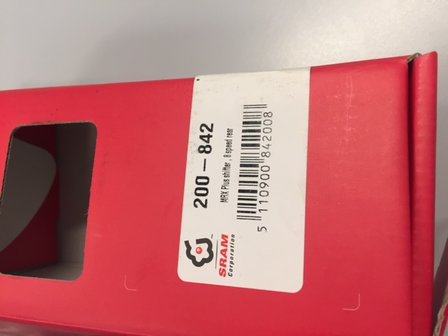 200-842
MRX Plus shifter, 8 speed rear
5 110900 842008
SRAM
Corporation